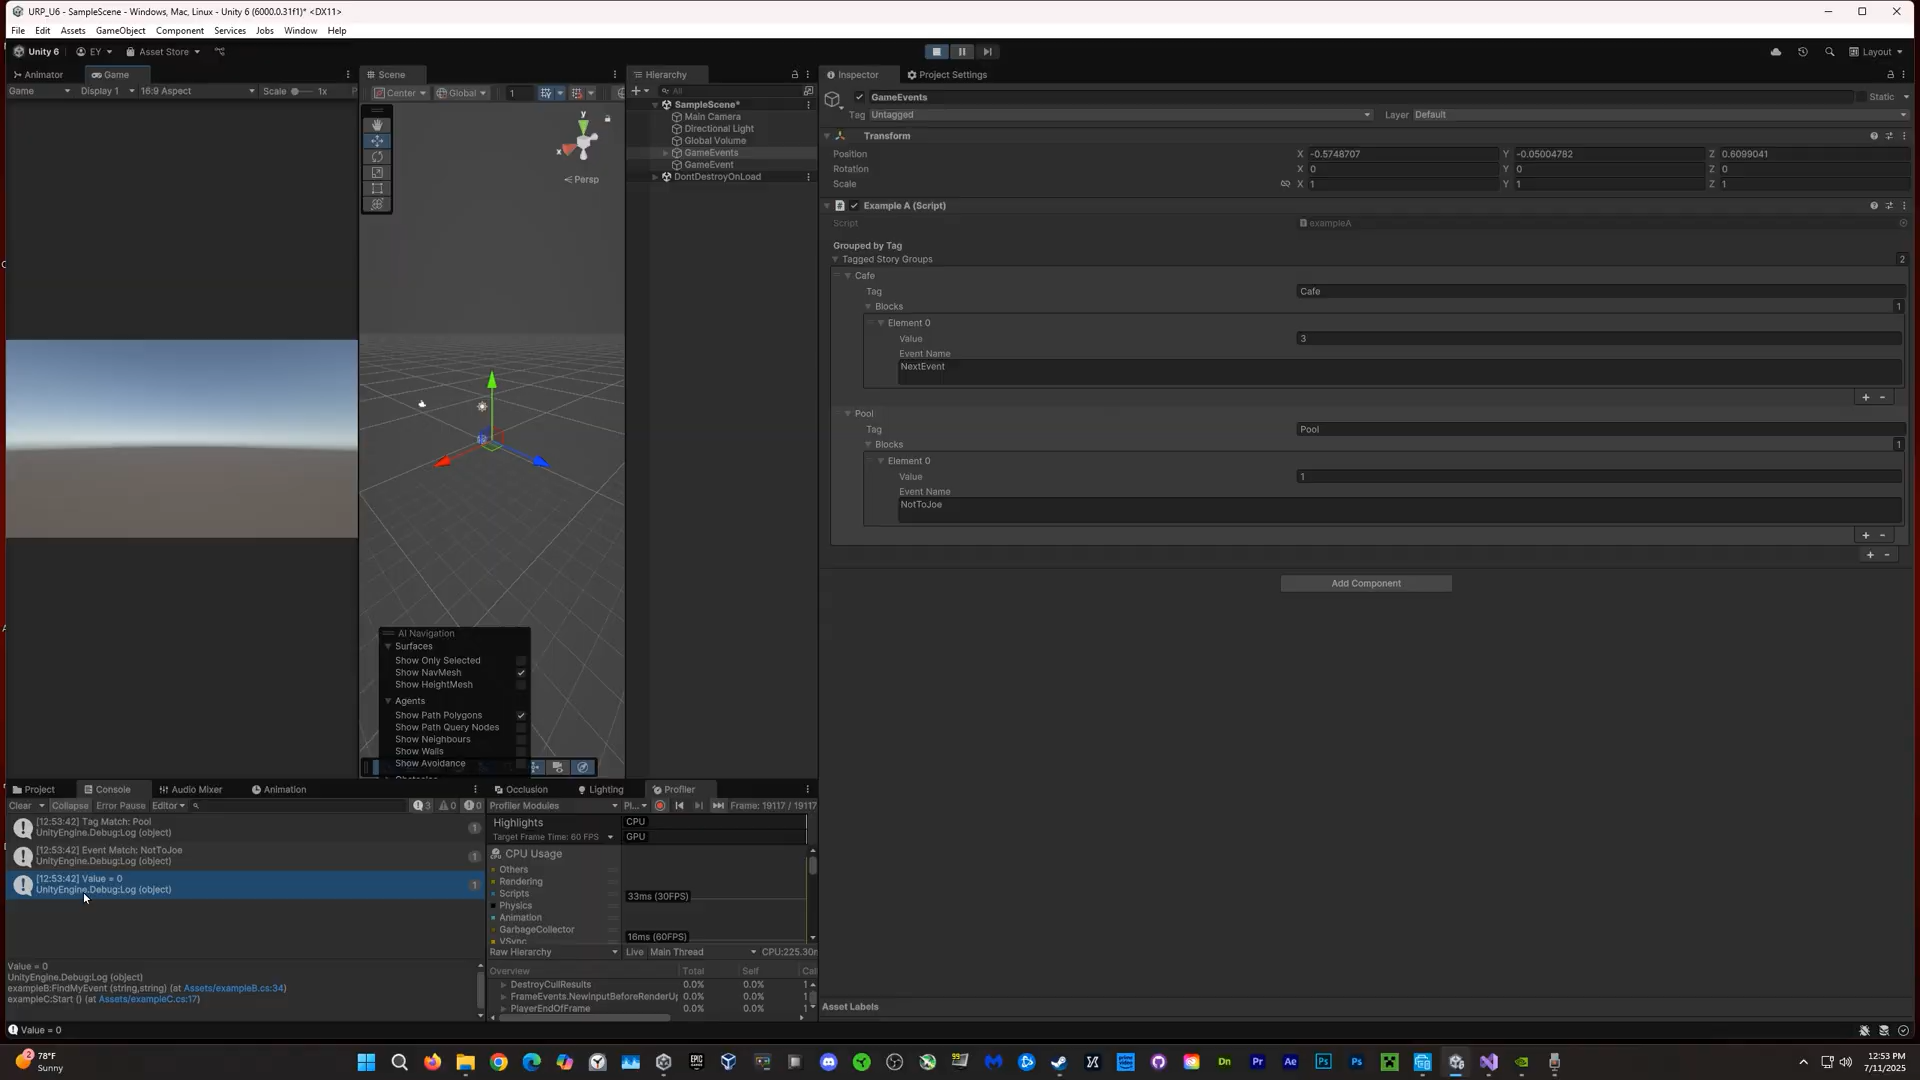 URP_U6 - SampleScene - Windows, Mac, Linux - Unity 6 (6000.0.31f1)* <DX11>
File Edit Assets GameObject Component Services Jobs Window Help
Unity 6 EY Asset Store Layout
Animator Game Scene Hierarchy Inspector Project Settings
Game Display 1 16:9 Aspect Scale 1x Center Global 1 All
GameEvents Static
Tag Untagged Layer Default
SampleScene*
Main Camera
Directional Light
Global Volume
GameEvents
GameEvent
DontDestroyOnLoad
y
x
Persp
Transform
Position X -0.5748707 Y -0.05004782 Z 0.6099041
Rotation X 0 Y 0 Z 0
Scale X 1 Y 1 Z 1
Example A (Script)
Script exampleA
Grouped by Tag
Tagged Story Groups 2
Cafe
Tag Cafe
Blocks 1
Element 0
Value 3
Event Name
NextEvent
+ -
Pool
Tag Pool
Blocks 1
Element 0
Value 1
Event Name
NotToJoe
+ -
+ -
Add Component
AI Navigation
Surfaces
Show Only Selected
Show NavMesh
Show HeightMesh
Agents
Show Path Polygons
Show Path Query Nodes
Show Neighbours
Show Walls
Show Avoidance
Project Console Audio Mixer Animation
Clear Collapse Error Pause Editor 3 0 0
[12:53:42] Tag Match: Pool
UnityEngine.Debug:Log (object) 1
[12:53:42] Event Match: NotToJoe
UnityEngine.Debug:Log (object) 1
[12:53:42] Value = 0
UnityEngine.Debug:Log (object) 1
Value = 0
UnityEngine.Debug:Log (object)
exampleB:FindMyEvent (string,string) (at Assets/exampleB.cs:34)
exampleC:Start () (at Assets/exampleC.cs:17)
Value = 0
Occlusion Lighting Profiler
Profiler Modules Frame: 19117 / 19117
Highlights CPU
Target Frame Time: 60 FPS GPU
CPU Usage
Others
Rendering
Scripts
Physics
Animation
GarbageCollector
VSync
33ms (30FPS)
16ms (60FPS)
Raw Hierarchy Live Main Thread
Overview Total Self
DestroyCullResults 0.0% 0.0% 1
FrameEvents.NewInputBeforeRenderU 0.0% 0.0% 1
PlayerEndOfFrame 0.0% 0.0% 1
Asset Labels
2
78°F
Sunny
12:53 PM
7/11/2025